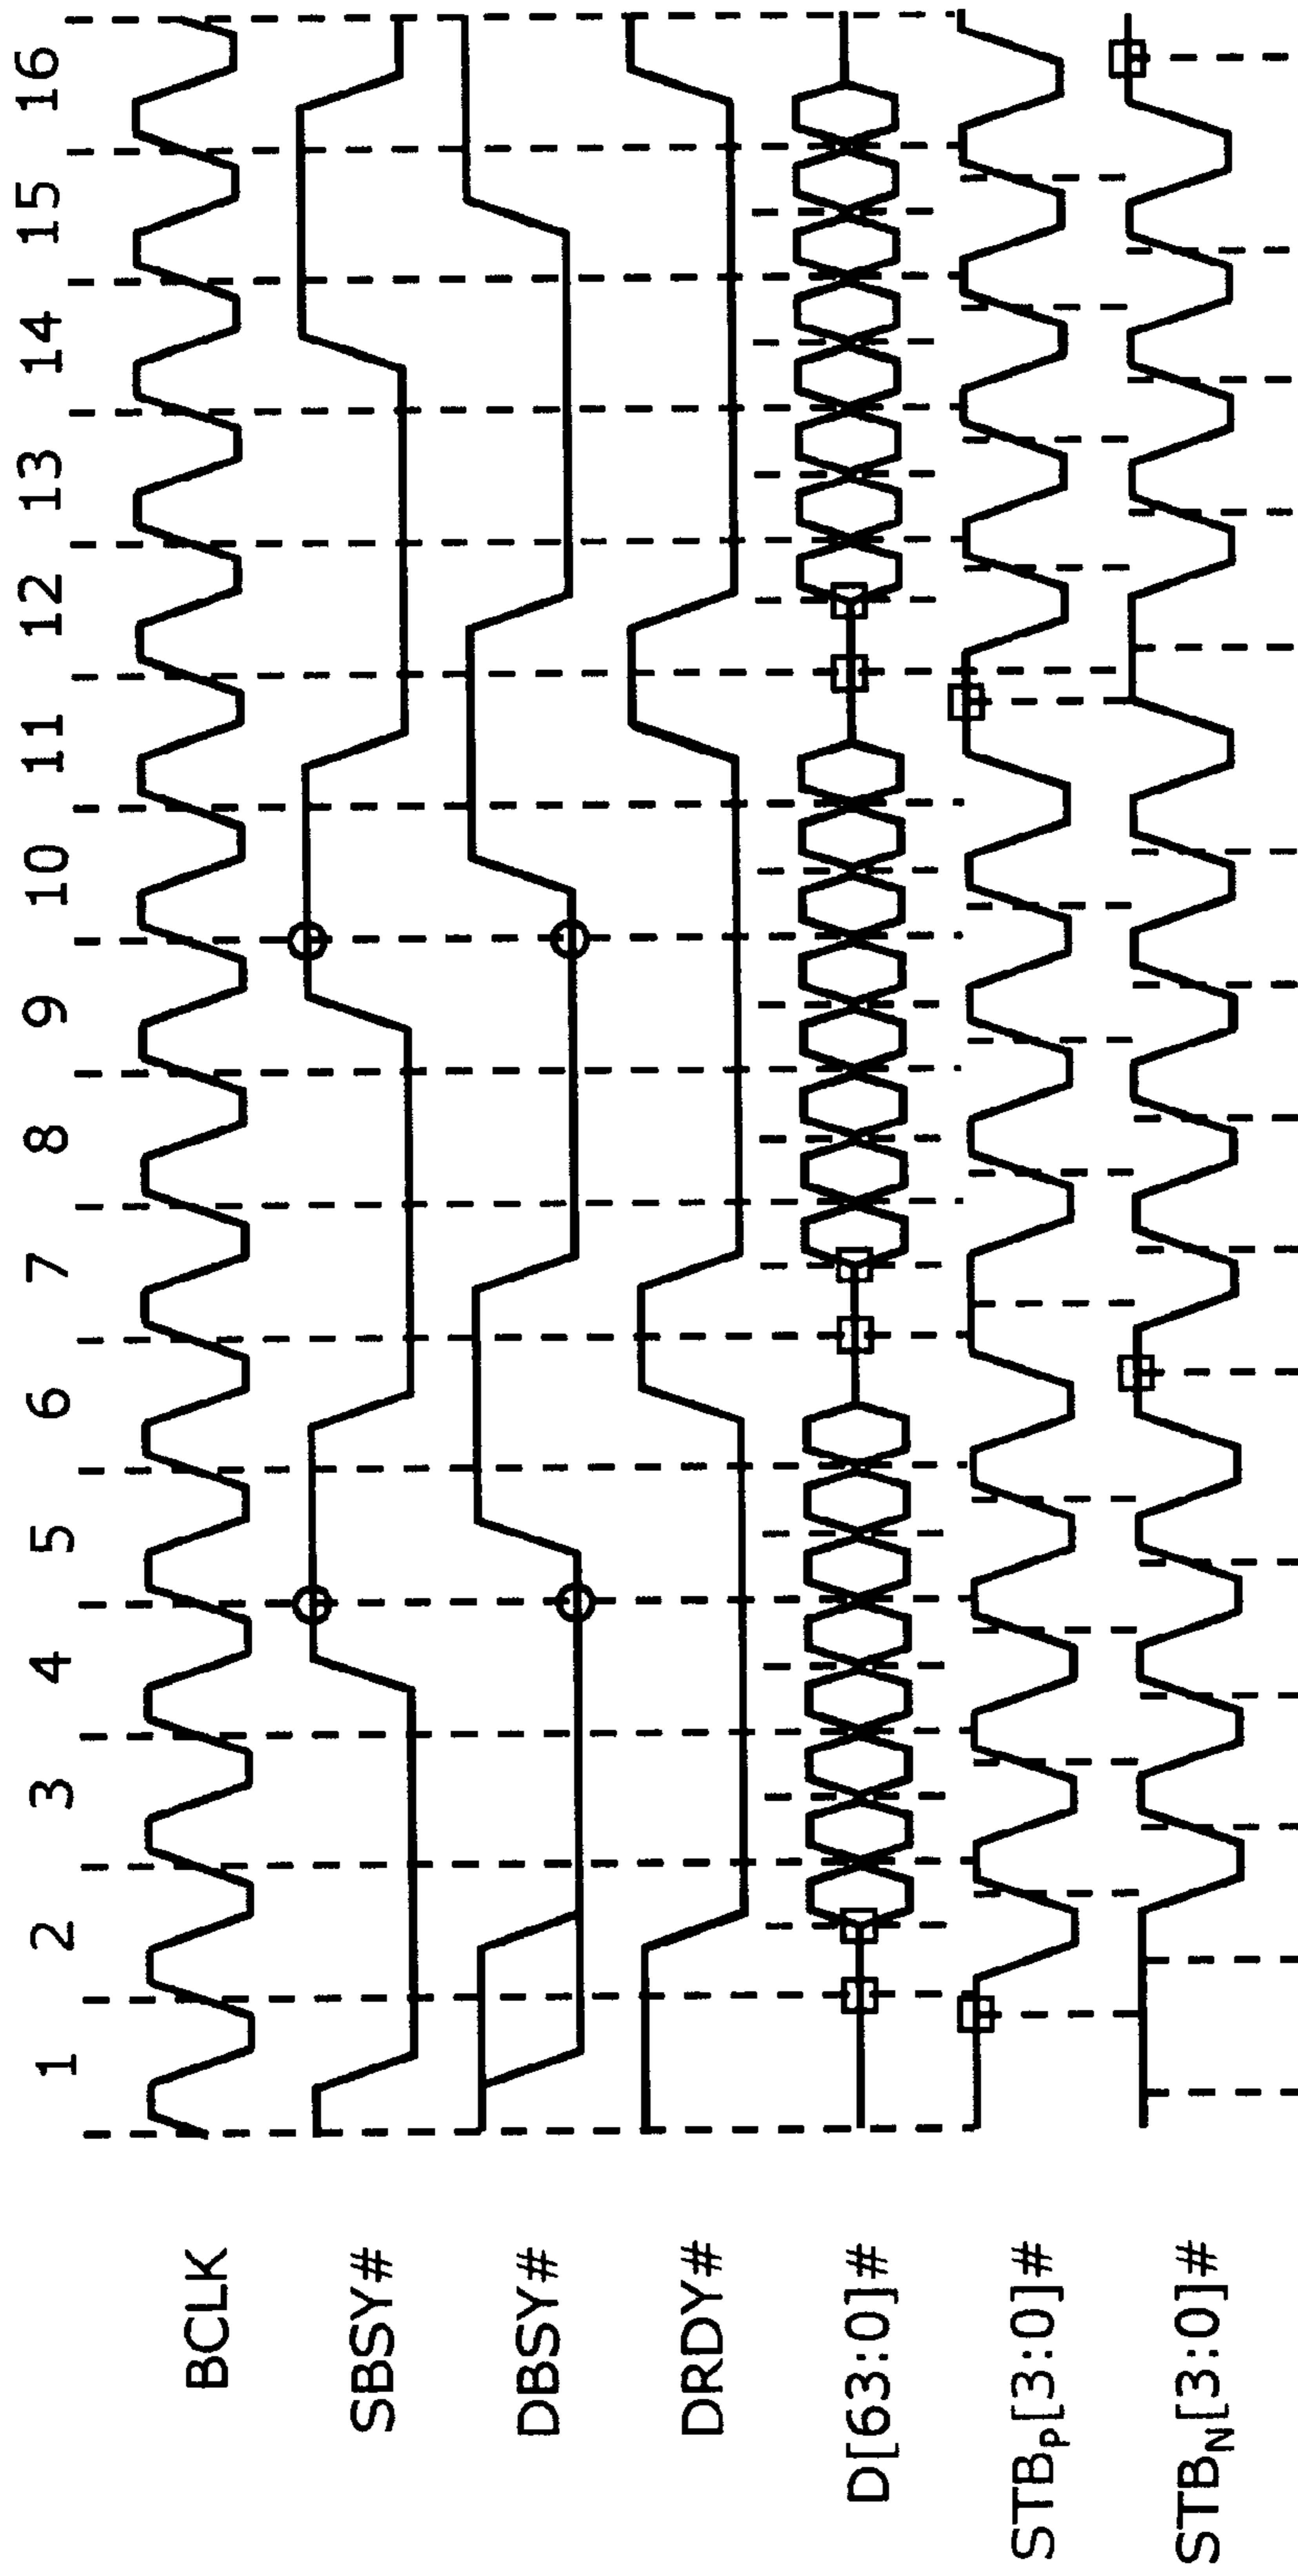 1 2 3 4 5 6 7 8 9 10 11 12 13 14 15 16
BCLK
SBSY#
DBSY#
DRDY#
D[63:0]#
STBP[3:0]#
STBN[3:0]#